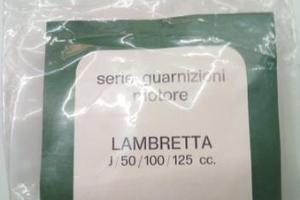 serie guarnizioni
motore
LAMBRETTA
J/50/100/125 cc.